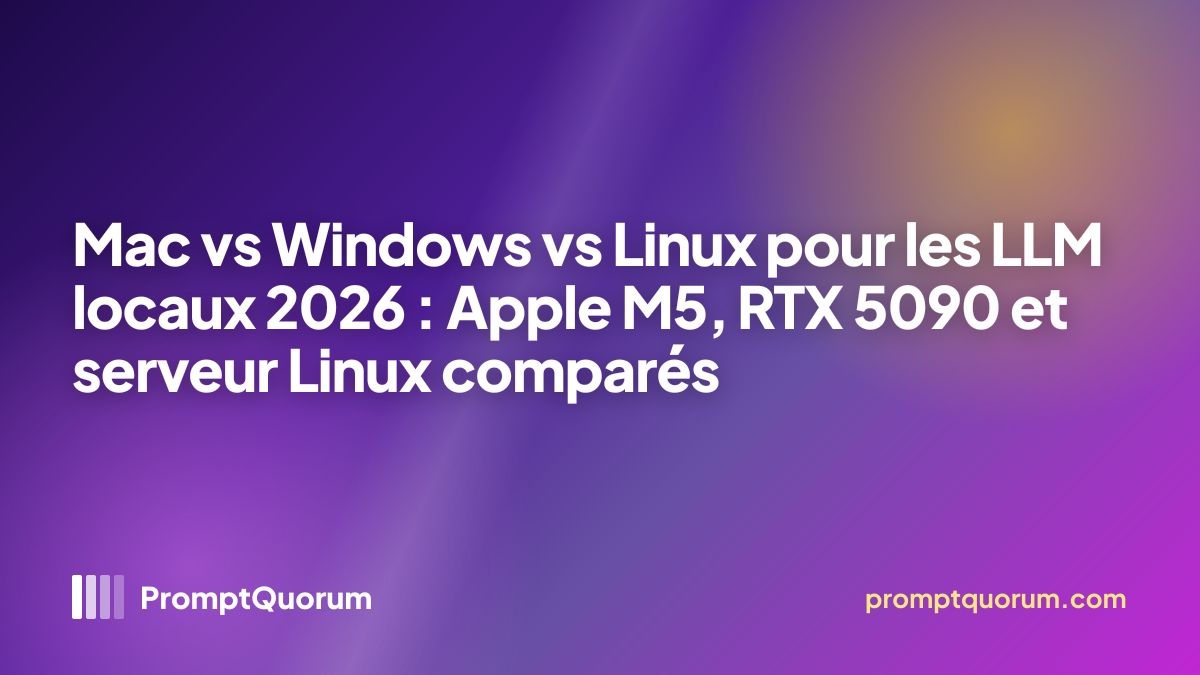 Mac vs Windows vs Linux pour les LLM
locaux 2026 : Apple M5, RTX 5090 et
serveur Linux comparés
PromptQuorum
promptquorum.com